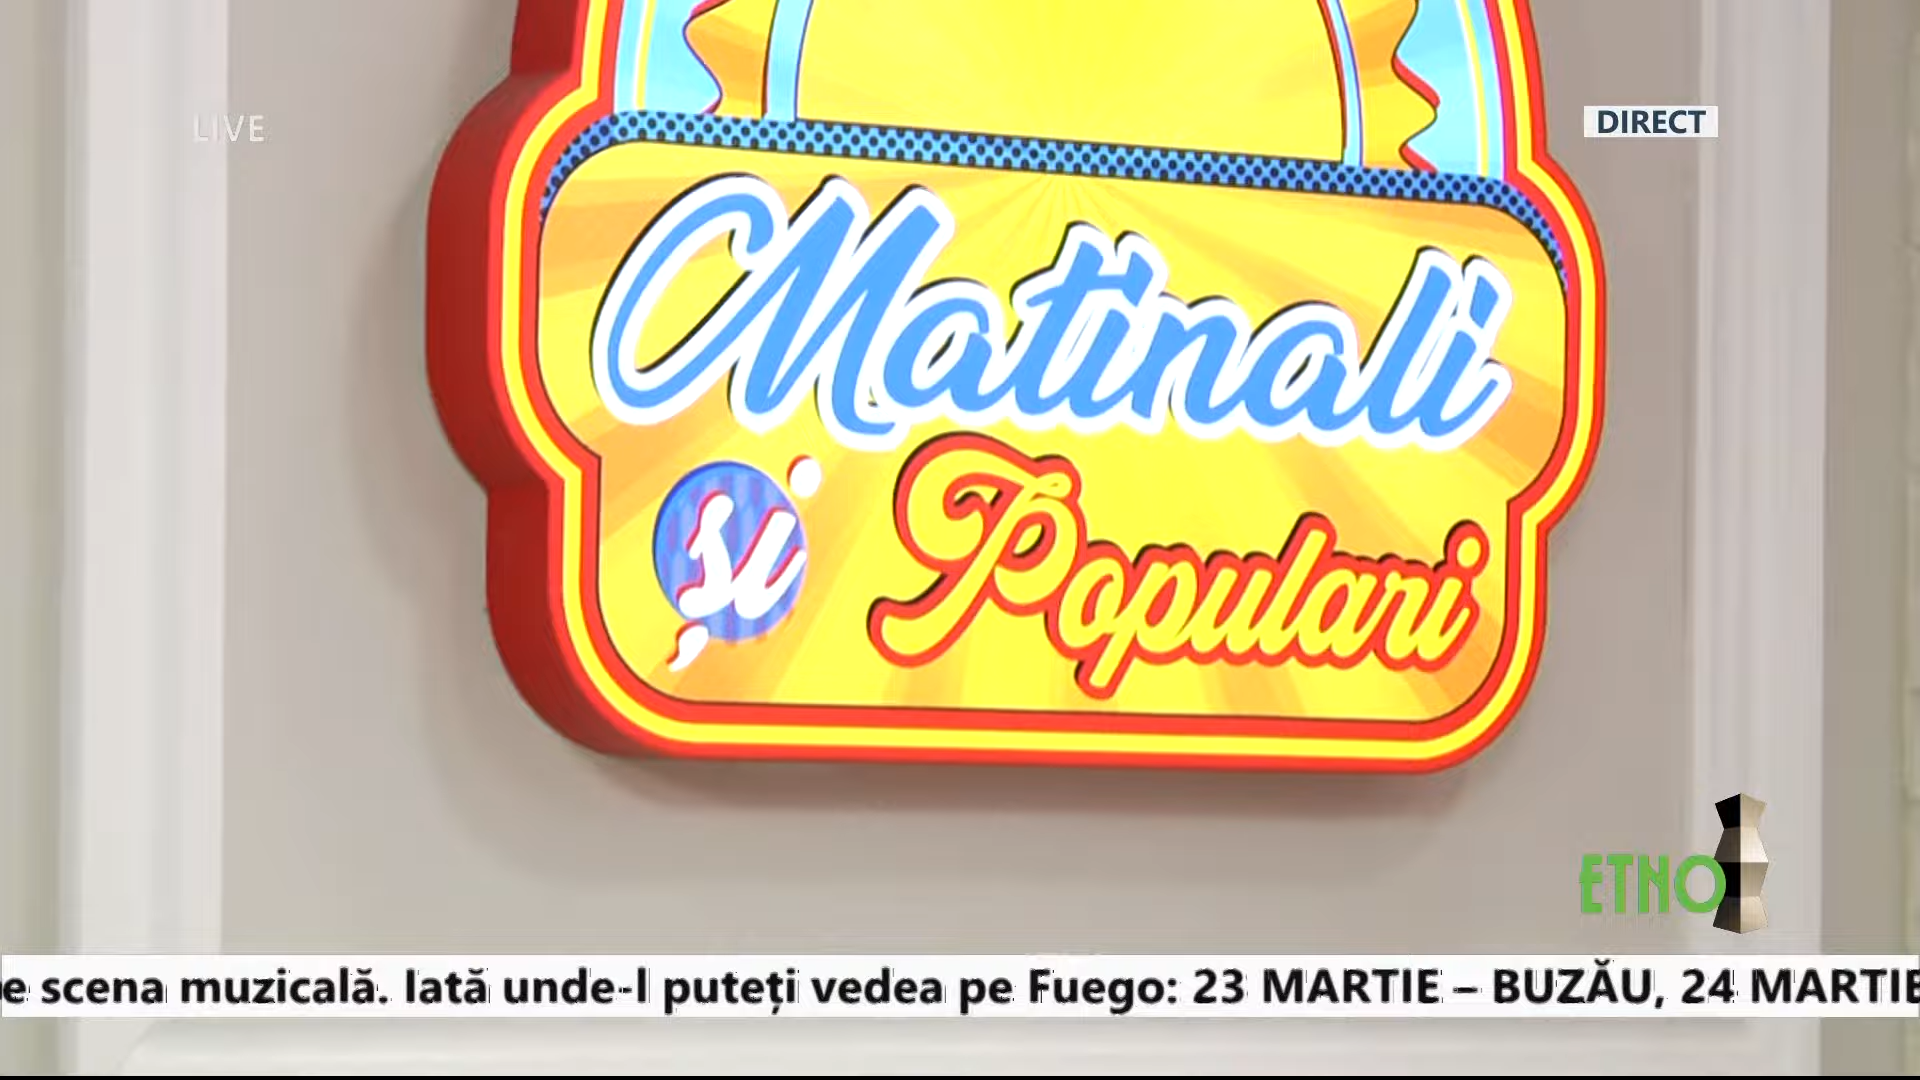 LIVE
DIRECT
Matinali
și Populari
ETNO
e scena muzicală. Iată unde-l puteți vedea pe Fuego: 23 MARTIE – BUZĂU, 24 MARTIE